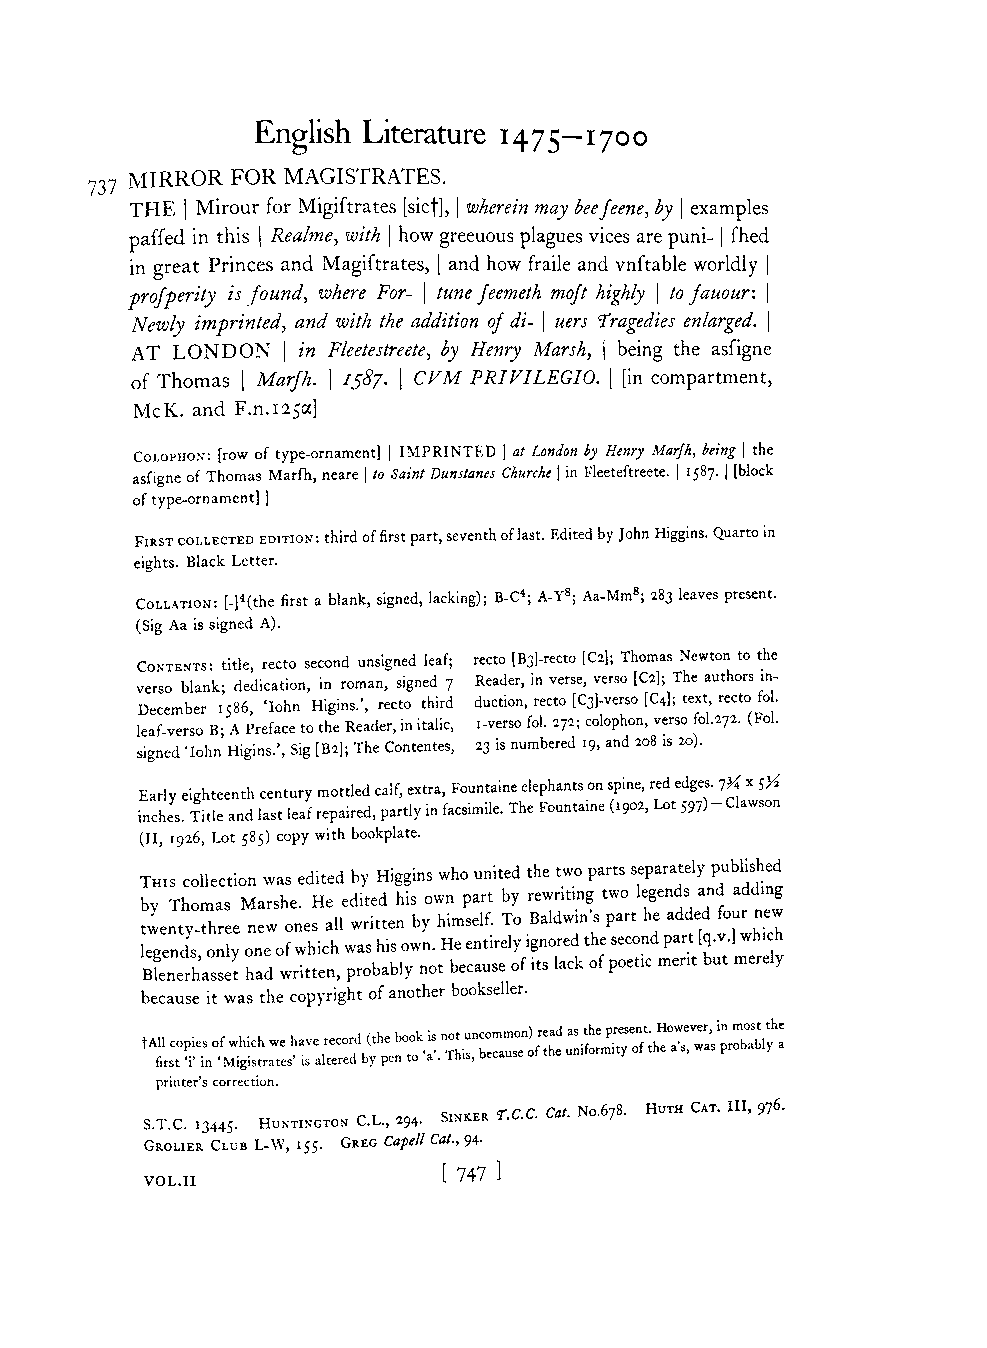 English Literature 1475—1700
737 MIRROR FOR MAGISTRATES.
THE | Mirour for Migiſtrates [sic†], | wherein may bee ſeene, by | examples
paſſed in this | Realme, with | how greeuous plagues vices are puni- | ſhed
in great Princes and Magiſtrates, | and how fraile and vnſtable worldly |
proſperity is found, where For- | tune ſeemeth moſt highly | to fauour: |
Newly imprinted, and with the addition of di- | uers Tragedies enlarged. |
AT LONDON | in Fleetestreete, by Henry Marsh, | being the asſigne
of Thomas | Marſh. | 1587. | CVM PRIVILEGIO. | [in compartment,
McK. and F.n.125α]
COLOPHON: [row of type-ornament] | IMPRINTED | at London by Henry Marſh, being | the
asſigne of Thomas Marſh, neare | to Saint Dunstanes Churche | in Fleeteſtreete. | 1587. | [block
of type-ornament] |
FIRST COLLECTED EDITION: third of first part, seventh of last. Edited by John Higgins. Quarto in
eights. Black Letter.
COLLATION: [-]⁴(the first a blank, signed, lacking); B-C⁴; A-Y⁸; Aa-Mm⁸; 283 leaves present.
(Sig Aa is signed A).
CONTENTS: title, recto second unsigned leaf;
verso blank; dedication, in roman, signed 7
December 1586, ‘Iohn Higins.’, recto third
leaf-verso B; A Preface to the Reader, in italic,
signed ‘Iohn Higins.’, Sig [B2]; The Contentes,
recto [B3]-recto [C2]; Thomas Newton to the
Reader, in verse, verso [C2]; The authors in-
duction, recto [C3]-verso [C4]; text, recto fol.
1-verso fol. 272; colophon, verso fol.272. (Fol.
23 is numbered 19, and 208 is 20).
Early eighteenth century mottled calf, extra, Fountaine elephants on spine, red edges. 7¾ x 5½
inches. Title and last leaf repaired, partly in facsimile. The Fountaine (1902, Lot 597)—Clawson
(II, 1926, Lot 585) copy with bookplate.
THIS collection was edited by Higgins who united the two parts separately published
by Thomas Marshe. He edited his own part by rewriting two legends and adding
twenty-three new ones all written by himself. To Baldwin's part he added four new
legends, only one of which was his own. He entirely ignored the second part [q.v.] which
Blenerhasset had written, probably not because of its lack of poetic merit but merely
because it was the copyright of another bookseller.
†All copies of which we have record (the book is not uncommon) read as the present. However, in most the
first ‘i’ in ‘Migistrates’ is altered by pen to ‘a’. This, because of the uniformity of the a's, was probably a
printer's correction.
S.T.C. 13445. HUNTINGTON C.L., 294. SINKER T.C.C. Cat. No.678. HUTH CAT. III, 976.
GROLIER CLUB L-W, 155. GREG Capell Cat., 94.
VOL.II [ 747 ]